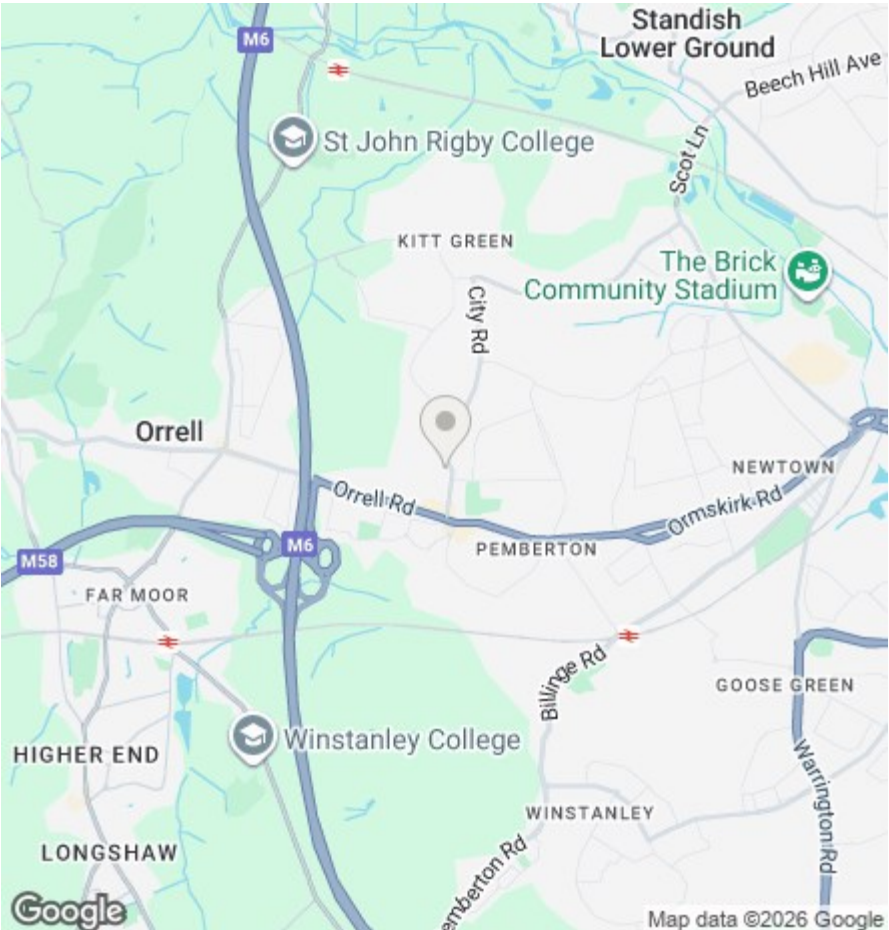 Standish
Lower Ground
M6
Beech Hill Ave
St John Rigby College
Scot Ln
KITT GREEN
The Brick
Community Stadium
City Rd
Orrell
NEWTOWN
Orrell Rd
Ormskirk Rd
M6
PEMBERTON
M58
FAR MOOR
Billinge Rd
GOOSE GREEN
Winstanley College
HIGHER END
Warrington Rd
WINSTANLEY
LONGSHAW
emberton Rd
Google
Map data ©2026 Google